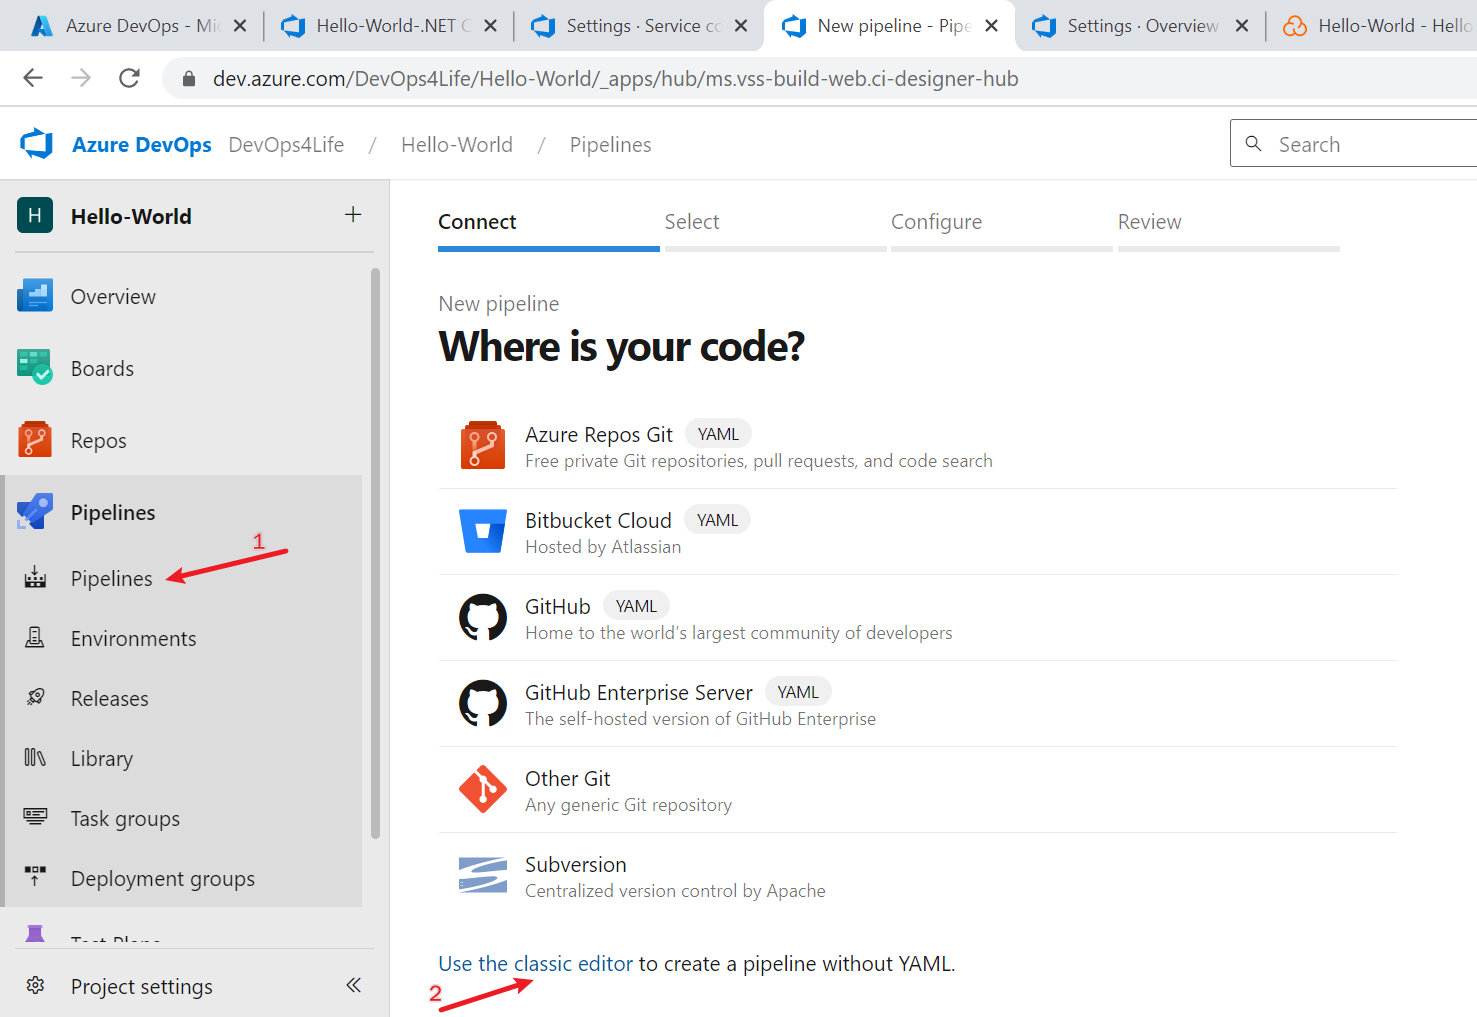 Azure DevOps - Mi
Hello-World-.NET C
Settings · Service co
New pipeline - Pipe
Settings · Overview
Hello-World - Hello
dev.azure.com/DevOps4Life/Hello-World/_apps/hub/ms.vss-build-web.ci-designer-hub
Azure DevOps DevOps4Life / Hello-World / Pipelines
Search
H Hello-World +
Overview
Boards
Repos
Pipelines
1
Pipelines
Environments
Releases
Library
Task groups
Deployment groups
Test Plans
Project settings
Connect Select Configure Review
New pipeline
Where is your code?
Azure Repos Git YAML
Free private Git repositories, pull requests, and code search
Bitbucket Cloud YAML
Hosted by Atlassian
GitHub YAML
Home to the world's largest community of developers
GitHub Enterprise Server YAML
The self-hosted version of GitHub Enterprise
Other Git
Any generic Git repository
Subversion
Centralized version control by Apache
Use the classic editor to create a pipeline without YAML.
2